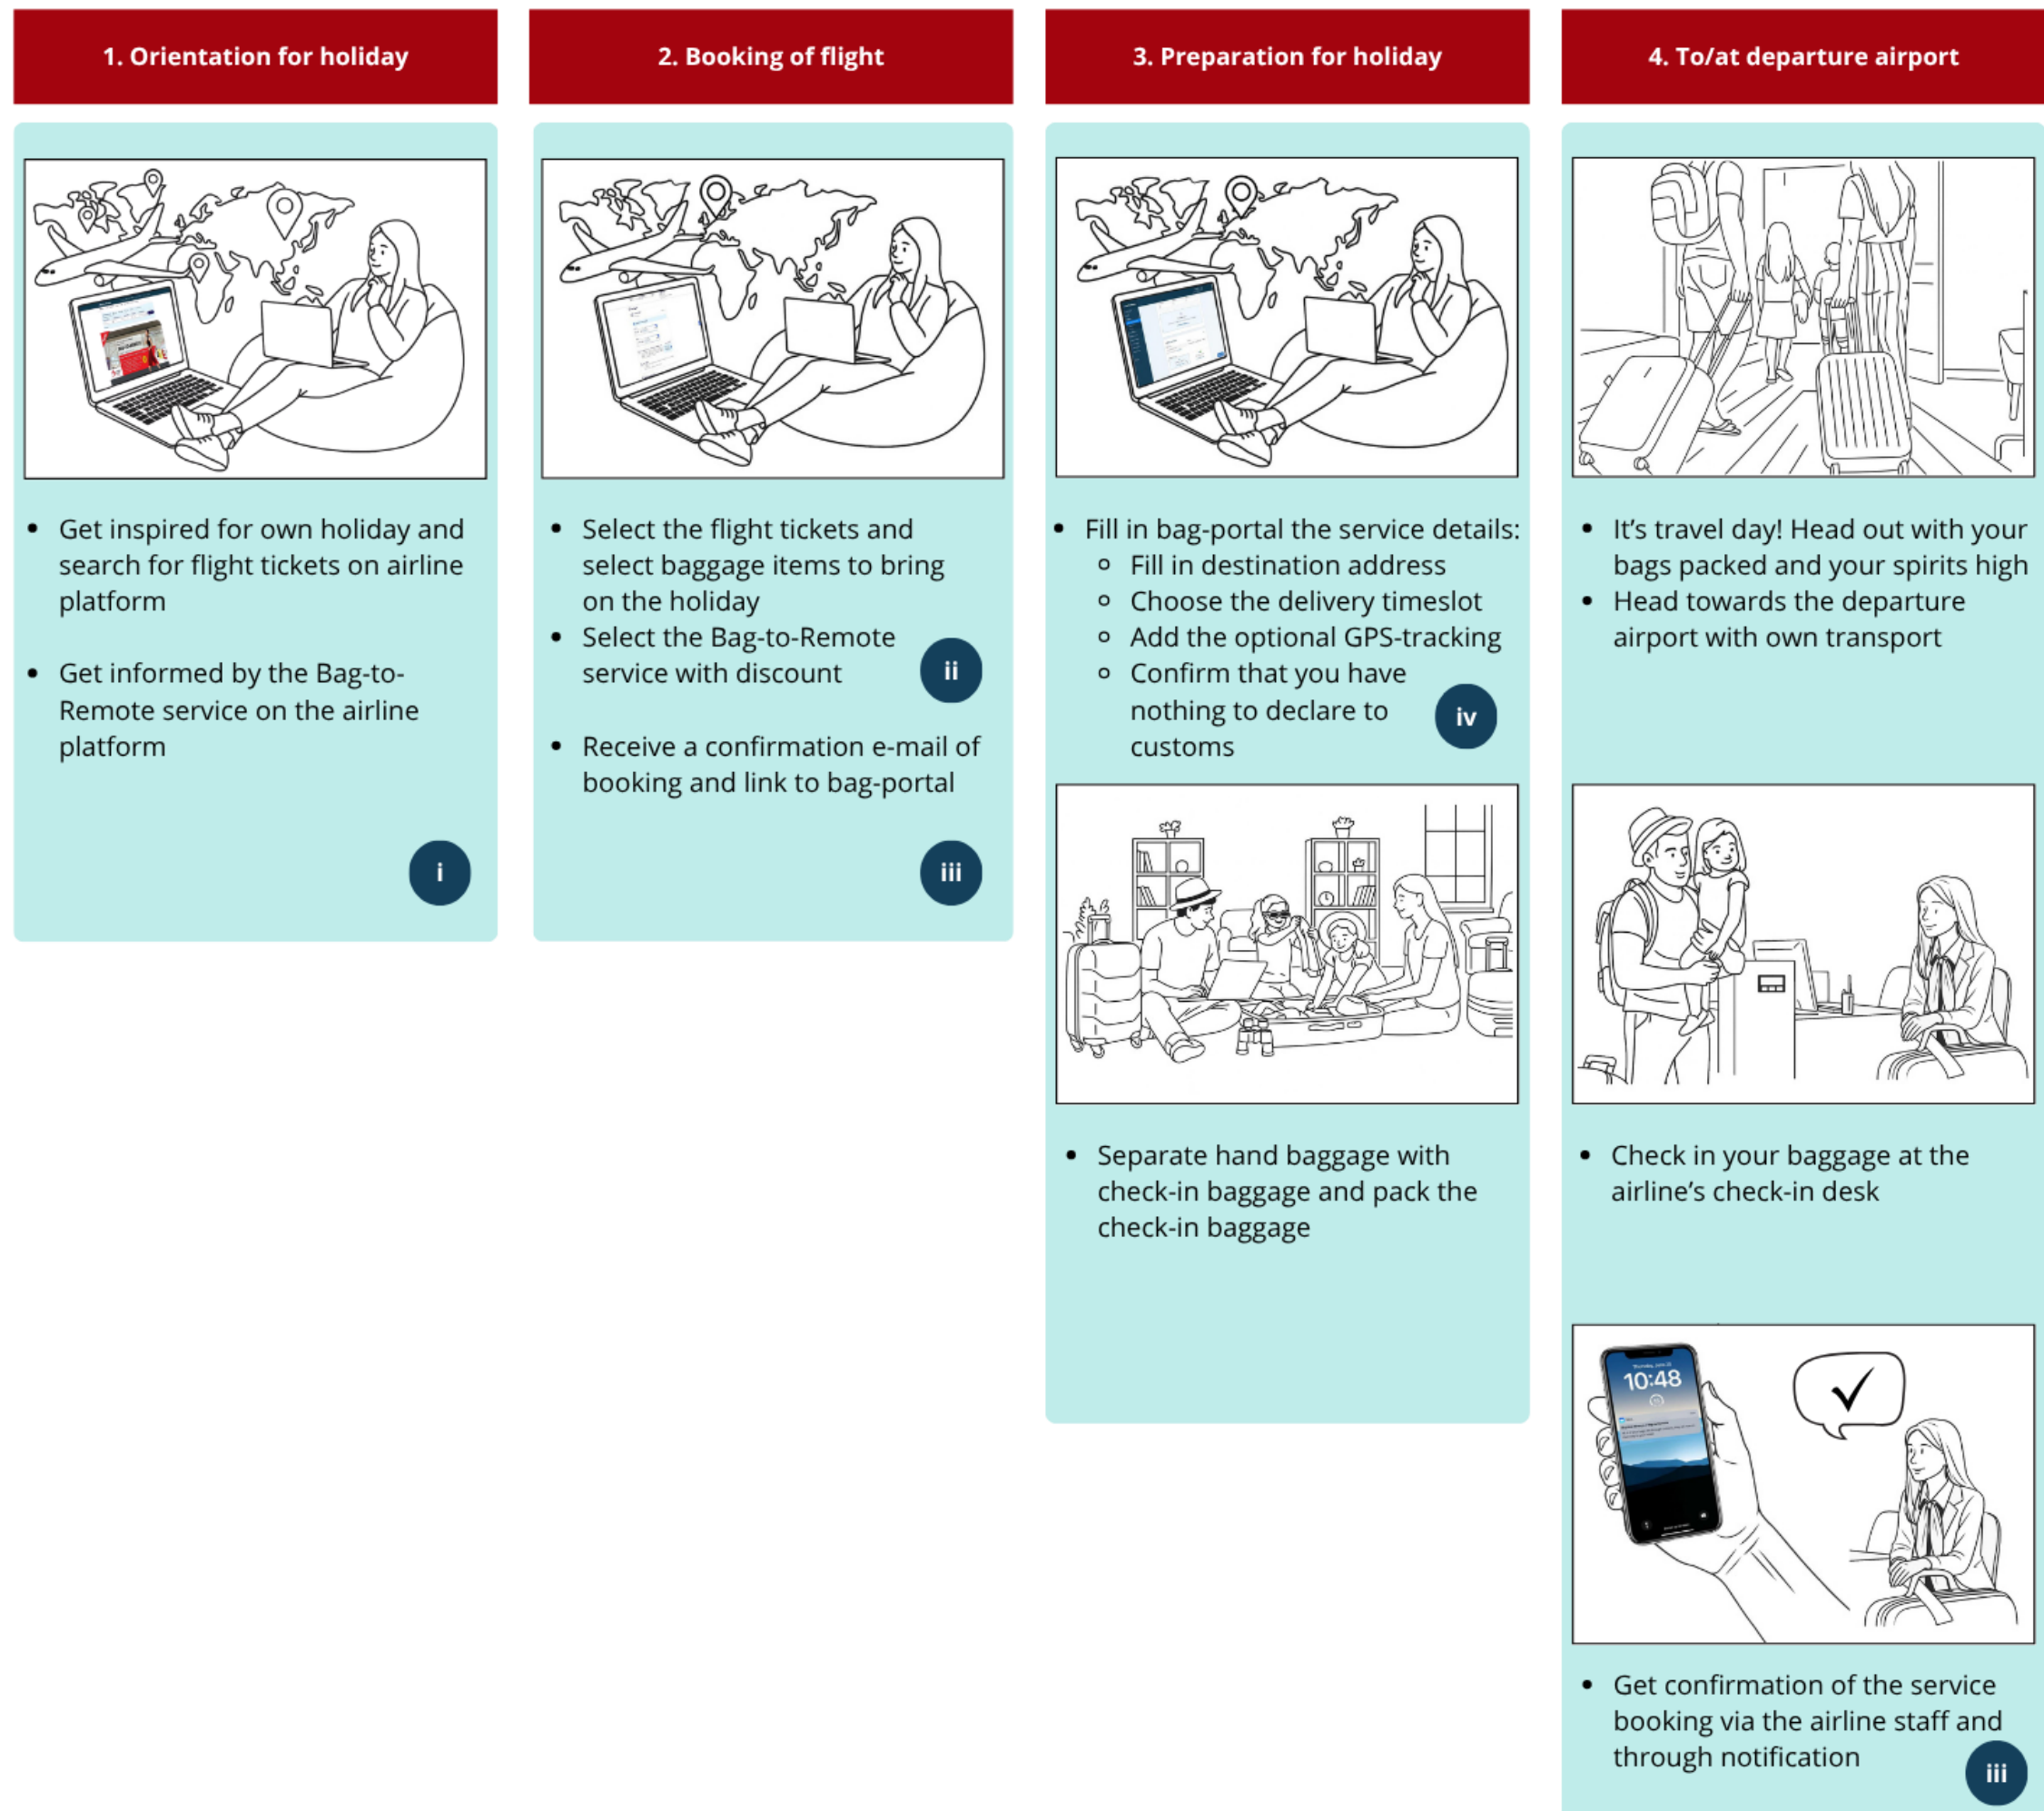 1. Orientation for holiday
• Get inspired for own holiday and
search for flight tickets on airline
platform
• Get informed by the Bag-to-
Remote service on the airline
platform
i
2. Booking of flight
• Select the flight tickets and
select baggage items to bring
on the holiday
• Select the Bag-to-Remote
service with discount
ii
• Receive a confirmation e-mail of
booking and link to bag-portal
iii
3. Preparation for holiday
• Fill in bag-portal the service details:
◦ Fill in destination address
◦ Choose the delivery timeslot
◦ Add the optional GPS-tracking
◦ Confirm that you have
nothing to declare to
customs
iv
• Separate hand baggage with
check-in baggage and pack the
check-in baggage
4. To/at departure airport
• It's travel day! Head out with your
bags packed and your spirits high
• Head towards the departure
airport with own transport
• Check in your baggage at the
airline's check-in desk
10:48
• Get confirmation of the service
booking via the airline staff and
through notification
iii